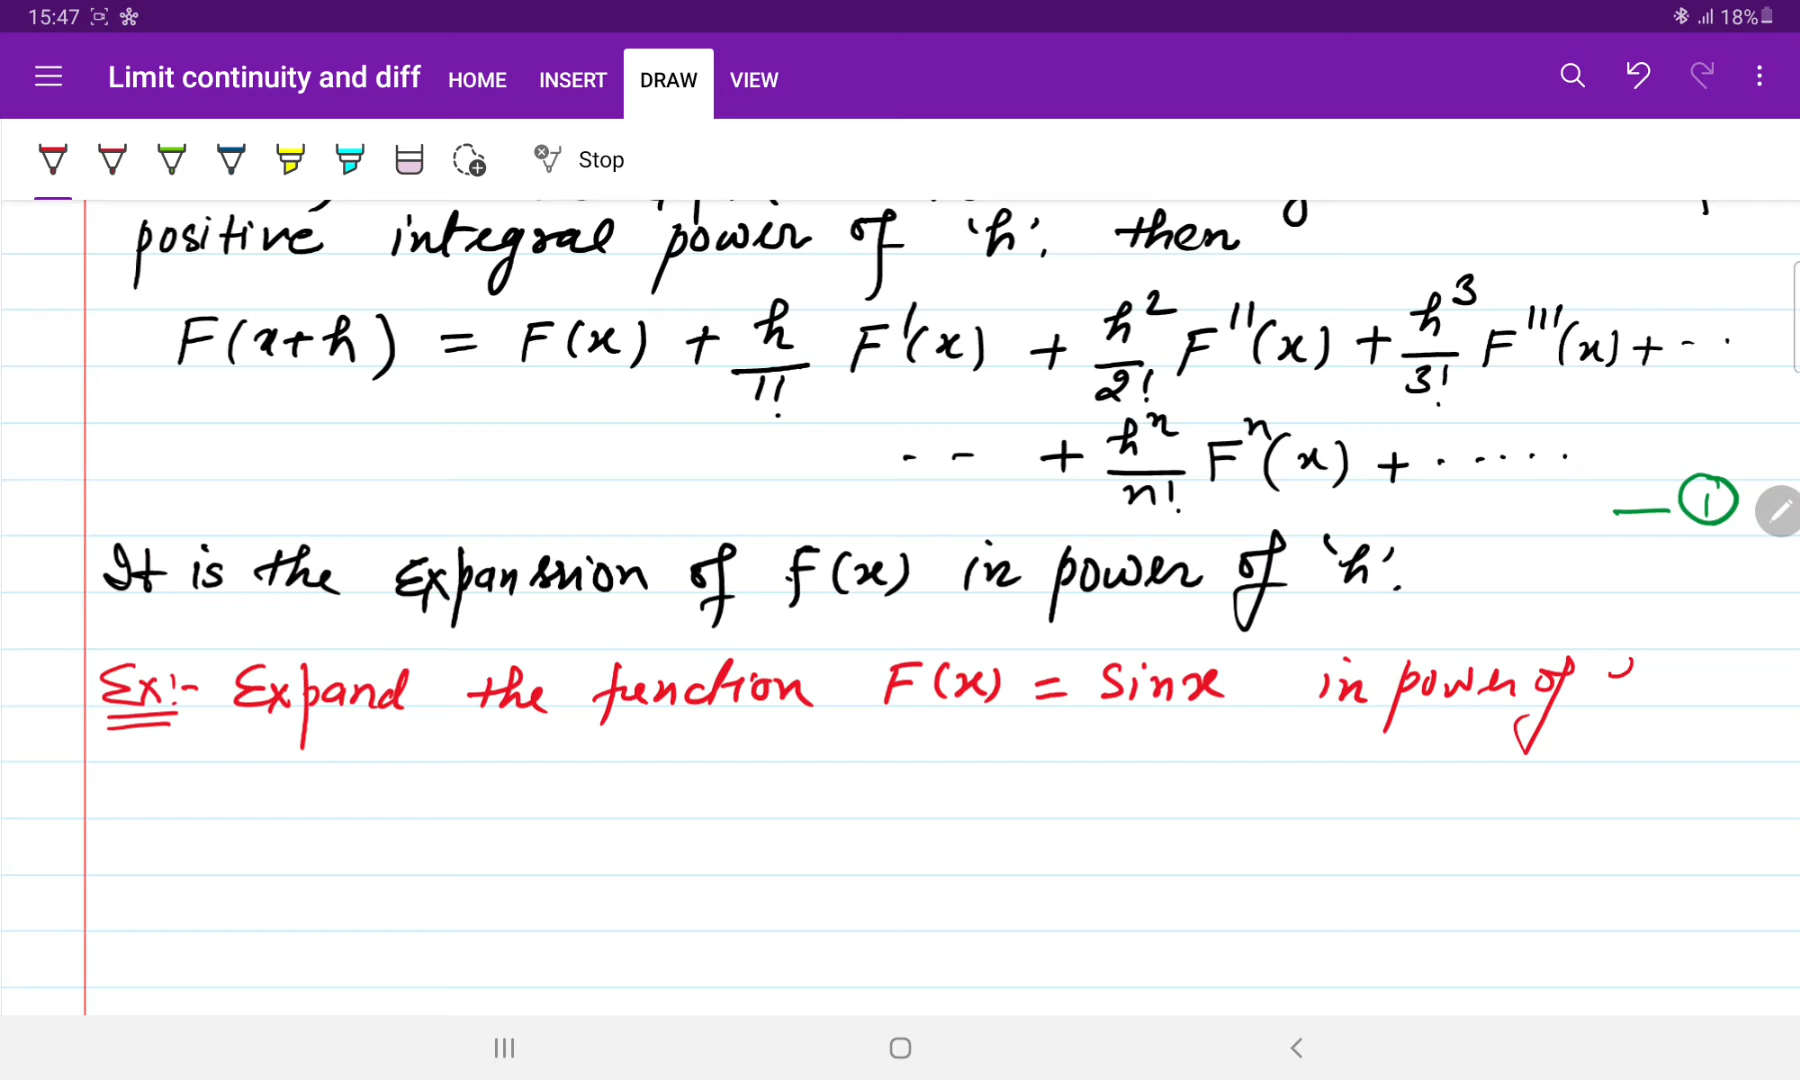 15:47 18%
Limit continuity and diff HOME INSERT DRAW VIEW
Stop
positive integral power of 'h'. then
F(x+h) = F(x) + h/1! F'(x) + h²/2! F''(x) + h³/3! F'''(x) + - ·
- - + hⁿ/n! Fⁿ(x) + · · · · ·
— ①
It is the Expanssion of f(x) in power of 'h'.
Ex!- Expand the function F(x) = Sinx in power of